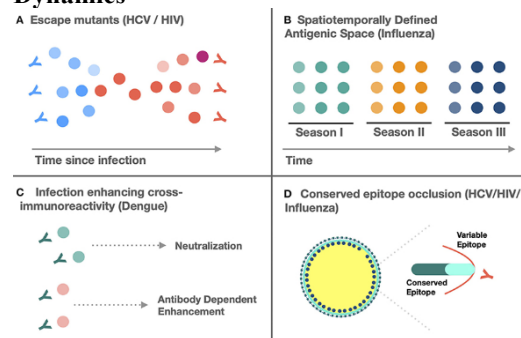 Dynamics
A Escape mutants (HCV / HIV)
Time since infection
B Spatiotemporally Defined
Antigenic Space (Influenza)
Season I Season II Season III
Time
C Infection enhancing cross-
immunoreactivity (Dengue)
Neutralization
Antibody Dependent
Enhancement
D Conserved epitope occlusion (HCV/HIV/
Influenza)
Variable
Epitope
Conserved
Epitope